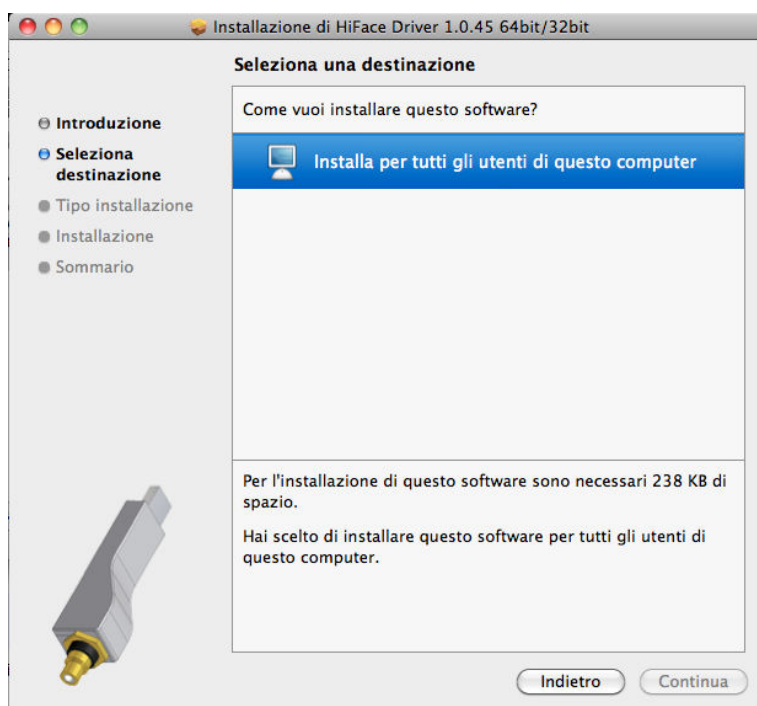 Installazione di HiFace Driver 1.0.45 64bit/32bit
Seleziona una destinazione
Introduzione
Seleziona
destinazione
Tipo installazione
Installazione
Sommario
Come vuoi installare questo software?
Installa per tutti gli utenti di questo computer
Per l'installazione di questo software sono necessari 238 KB di
spazio.
Hai scelto di installare questo software per tutti gli utenti di
questo computer.
Indietro
Continua